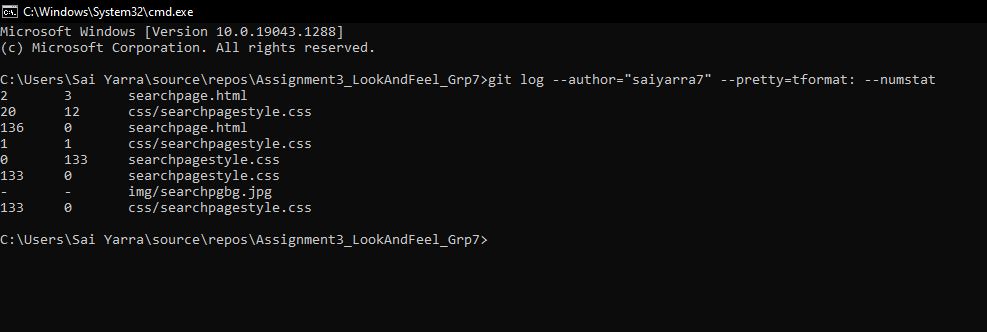 C:\Windows\System32\cmd.exe
Microsoft Windows [Version 10.0.19043.1288]
(c) Microsoft Corporation. All rights reserved.
C:\Users\Sai Yarra\source\repos\Assignment3_LookAndFeel_Grp7>git log --author="saiyarra7" --pretty=tformat: --numstat
2 3 searchpage.html
20 12 css/searchpagestyle.css
136 0 searchpage.html
1 1 css/searchpagestyle.css
0 133 searchpagestyle.css
133 0 searchpagestyle.css
- - img/searchpgbg.jpg
133 0 css/searchpagestyle.css
C:\Users\Sai Yarra\source\repos\Assignment3_LookAndFeel_Grp7>